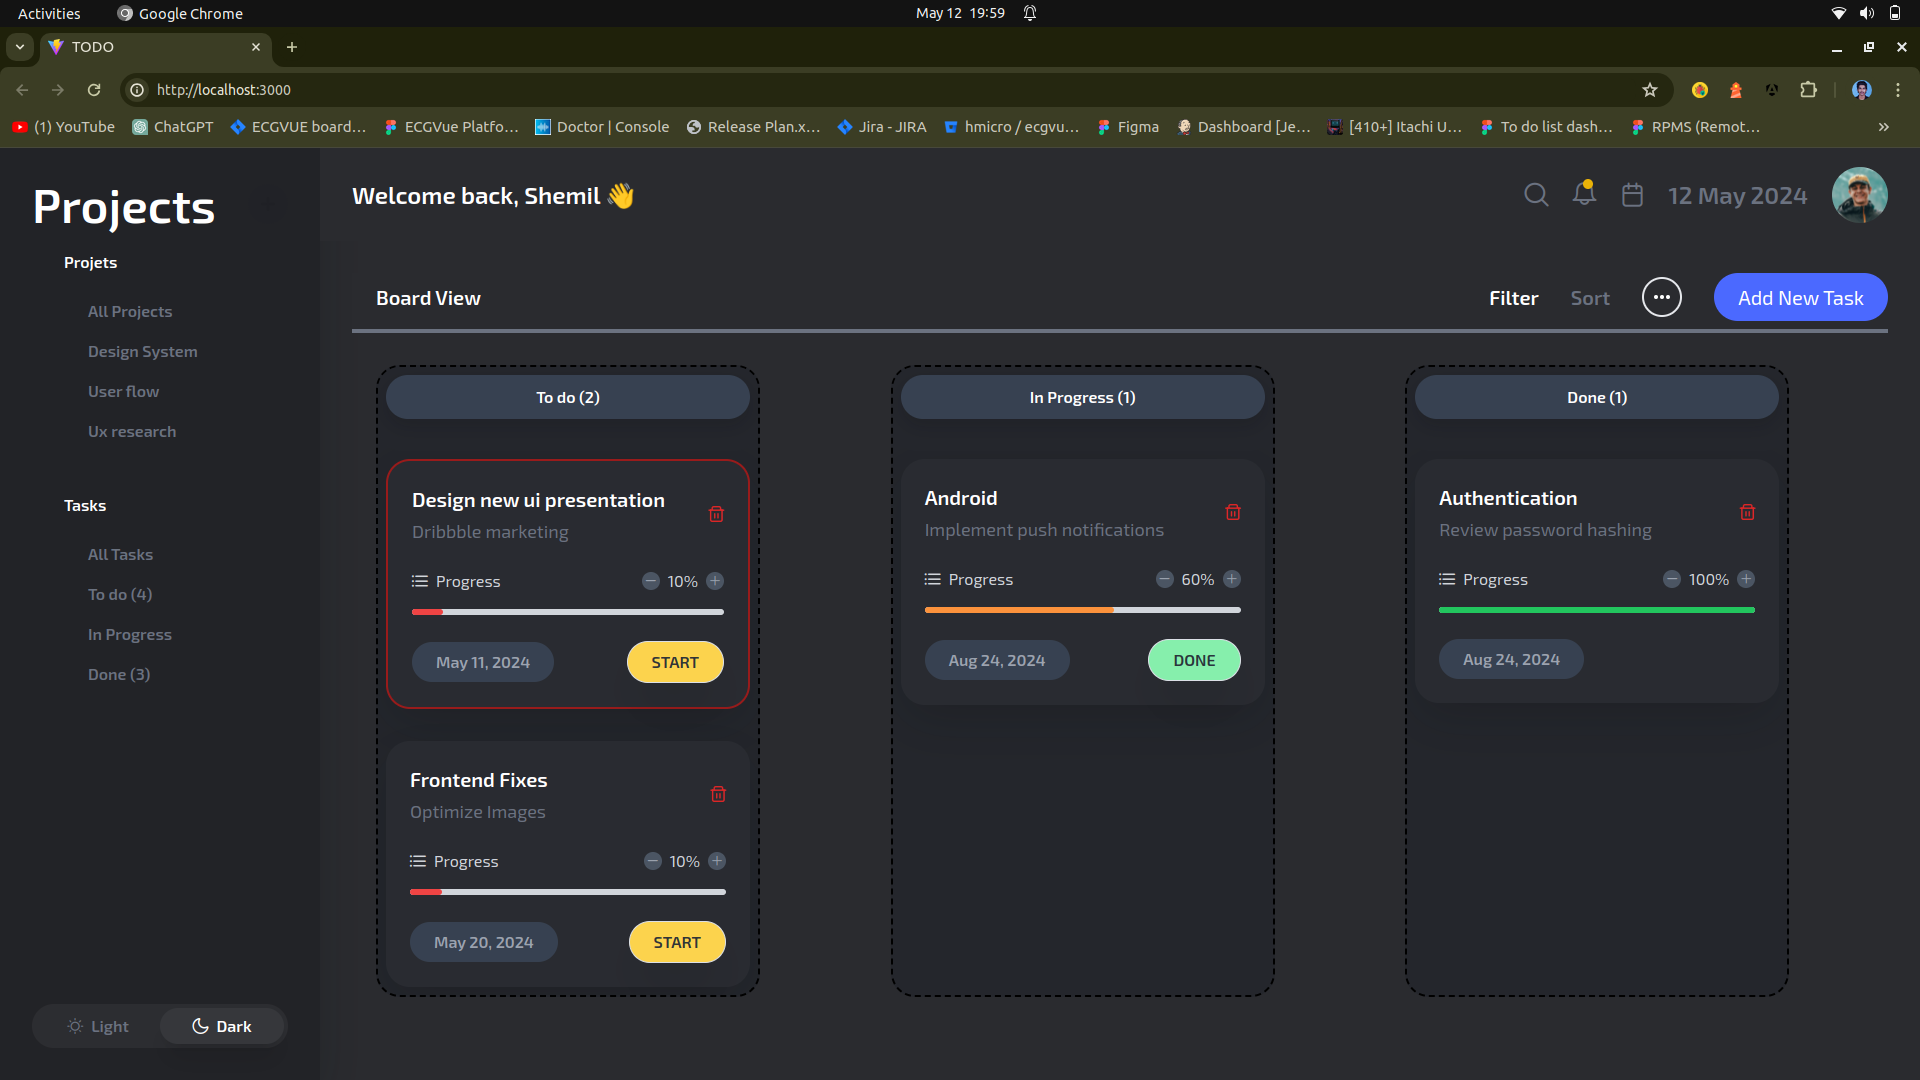 Activities
Google Chrome
May 12 19:59
TODO
http://localhost:3000
(1) YouTube
ChatGPT
ECGVUE board...
ECGVue Platfo...
Doctor | Console
Release Plan.x...
Jira - JIRA
hmicro / ecgvu...
Figma
Dashboard [Je...
[410+] Itachi U...
To do list dash...
RPMS (Remot...
Projects
Projets
All Projects
Design System
User flow
Ux research
Tasks
All Tasks
To do (4)
In Progress
Done (3)
Light
Dark
Welcome back, Shemil 👋
12 May 2024
Board View
Filter
Sort
Add New Task
To do (2)
Design new ui presentation
Dribbble marketing
Progress
10%
May 11, 2024
START
Frontend Fixes
Optimize Images
Progress
10%
May 20, 2024
START
In Progress (1)
Android
Implement push notifications
Progress
60%
Aug 24, 2024
DONE
Done (1)
Authentication
Review password hashing
Progress
100%
Aug 24, 2024